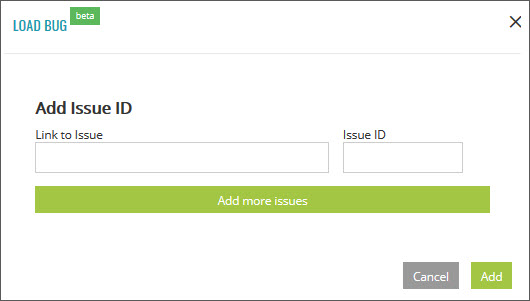 LOAD BUG beta
Add Issue ID
Link to Issue Issue ID
Add more issues
Cancel Add